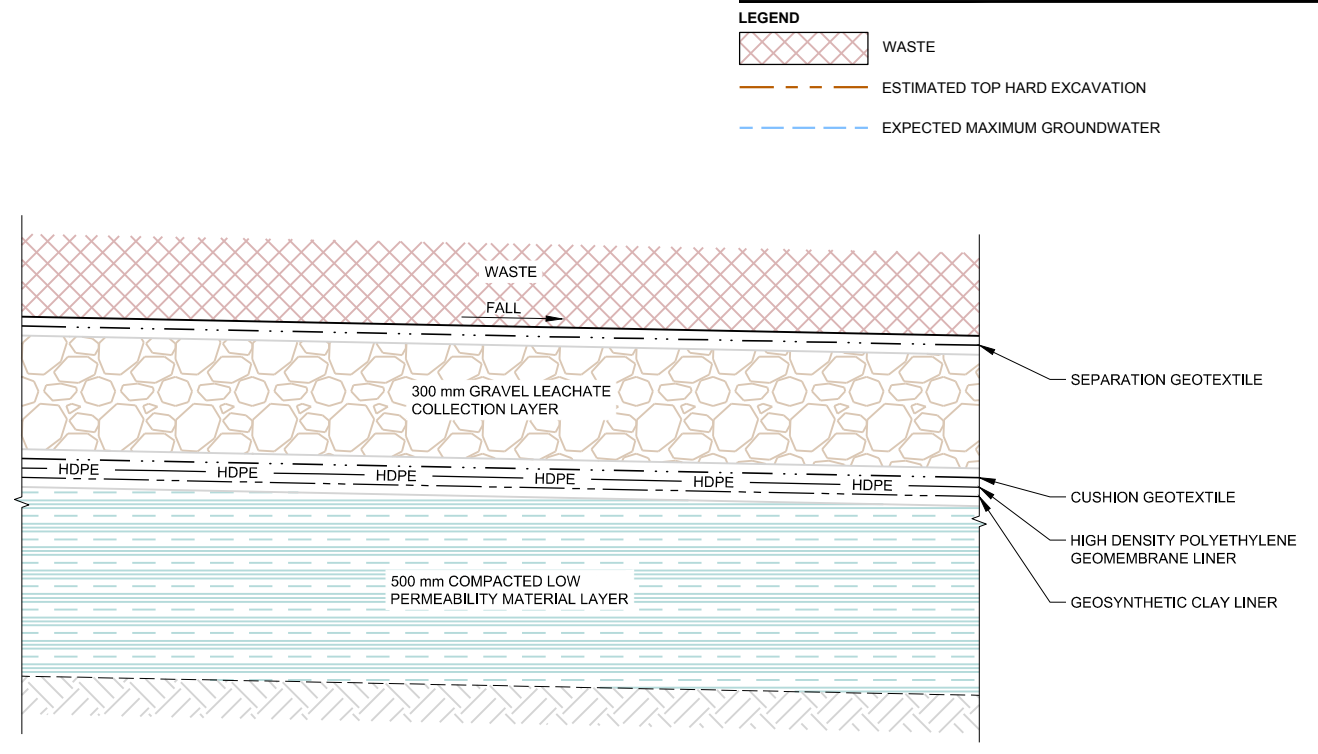 LEGEND
WASTE
ESTIMATED TOP HARD EXCAVATION
EXPECTED MAXIMUM GROUNDWATER
WASTE
FALL
SEPARATION GEOTEXTILE
300 mm GRAVEL LEACHATE
COLLECTION LAYER
HDPE HDPE HDPE HDPE HDPE HDPE
CUSHION GEOTEXTILE
HIGH DENSITY POLYETHYLENE
GEOMEMBRANE LINER
500 mm COMPACTED LOW
PERMEABILITY MATERIAL LAYER
GEOSYNTHETIC CLAY LINER